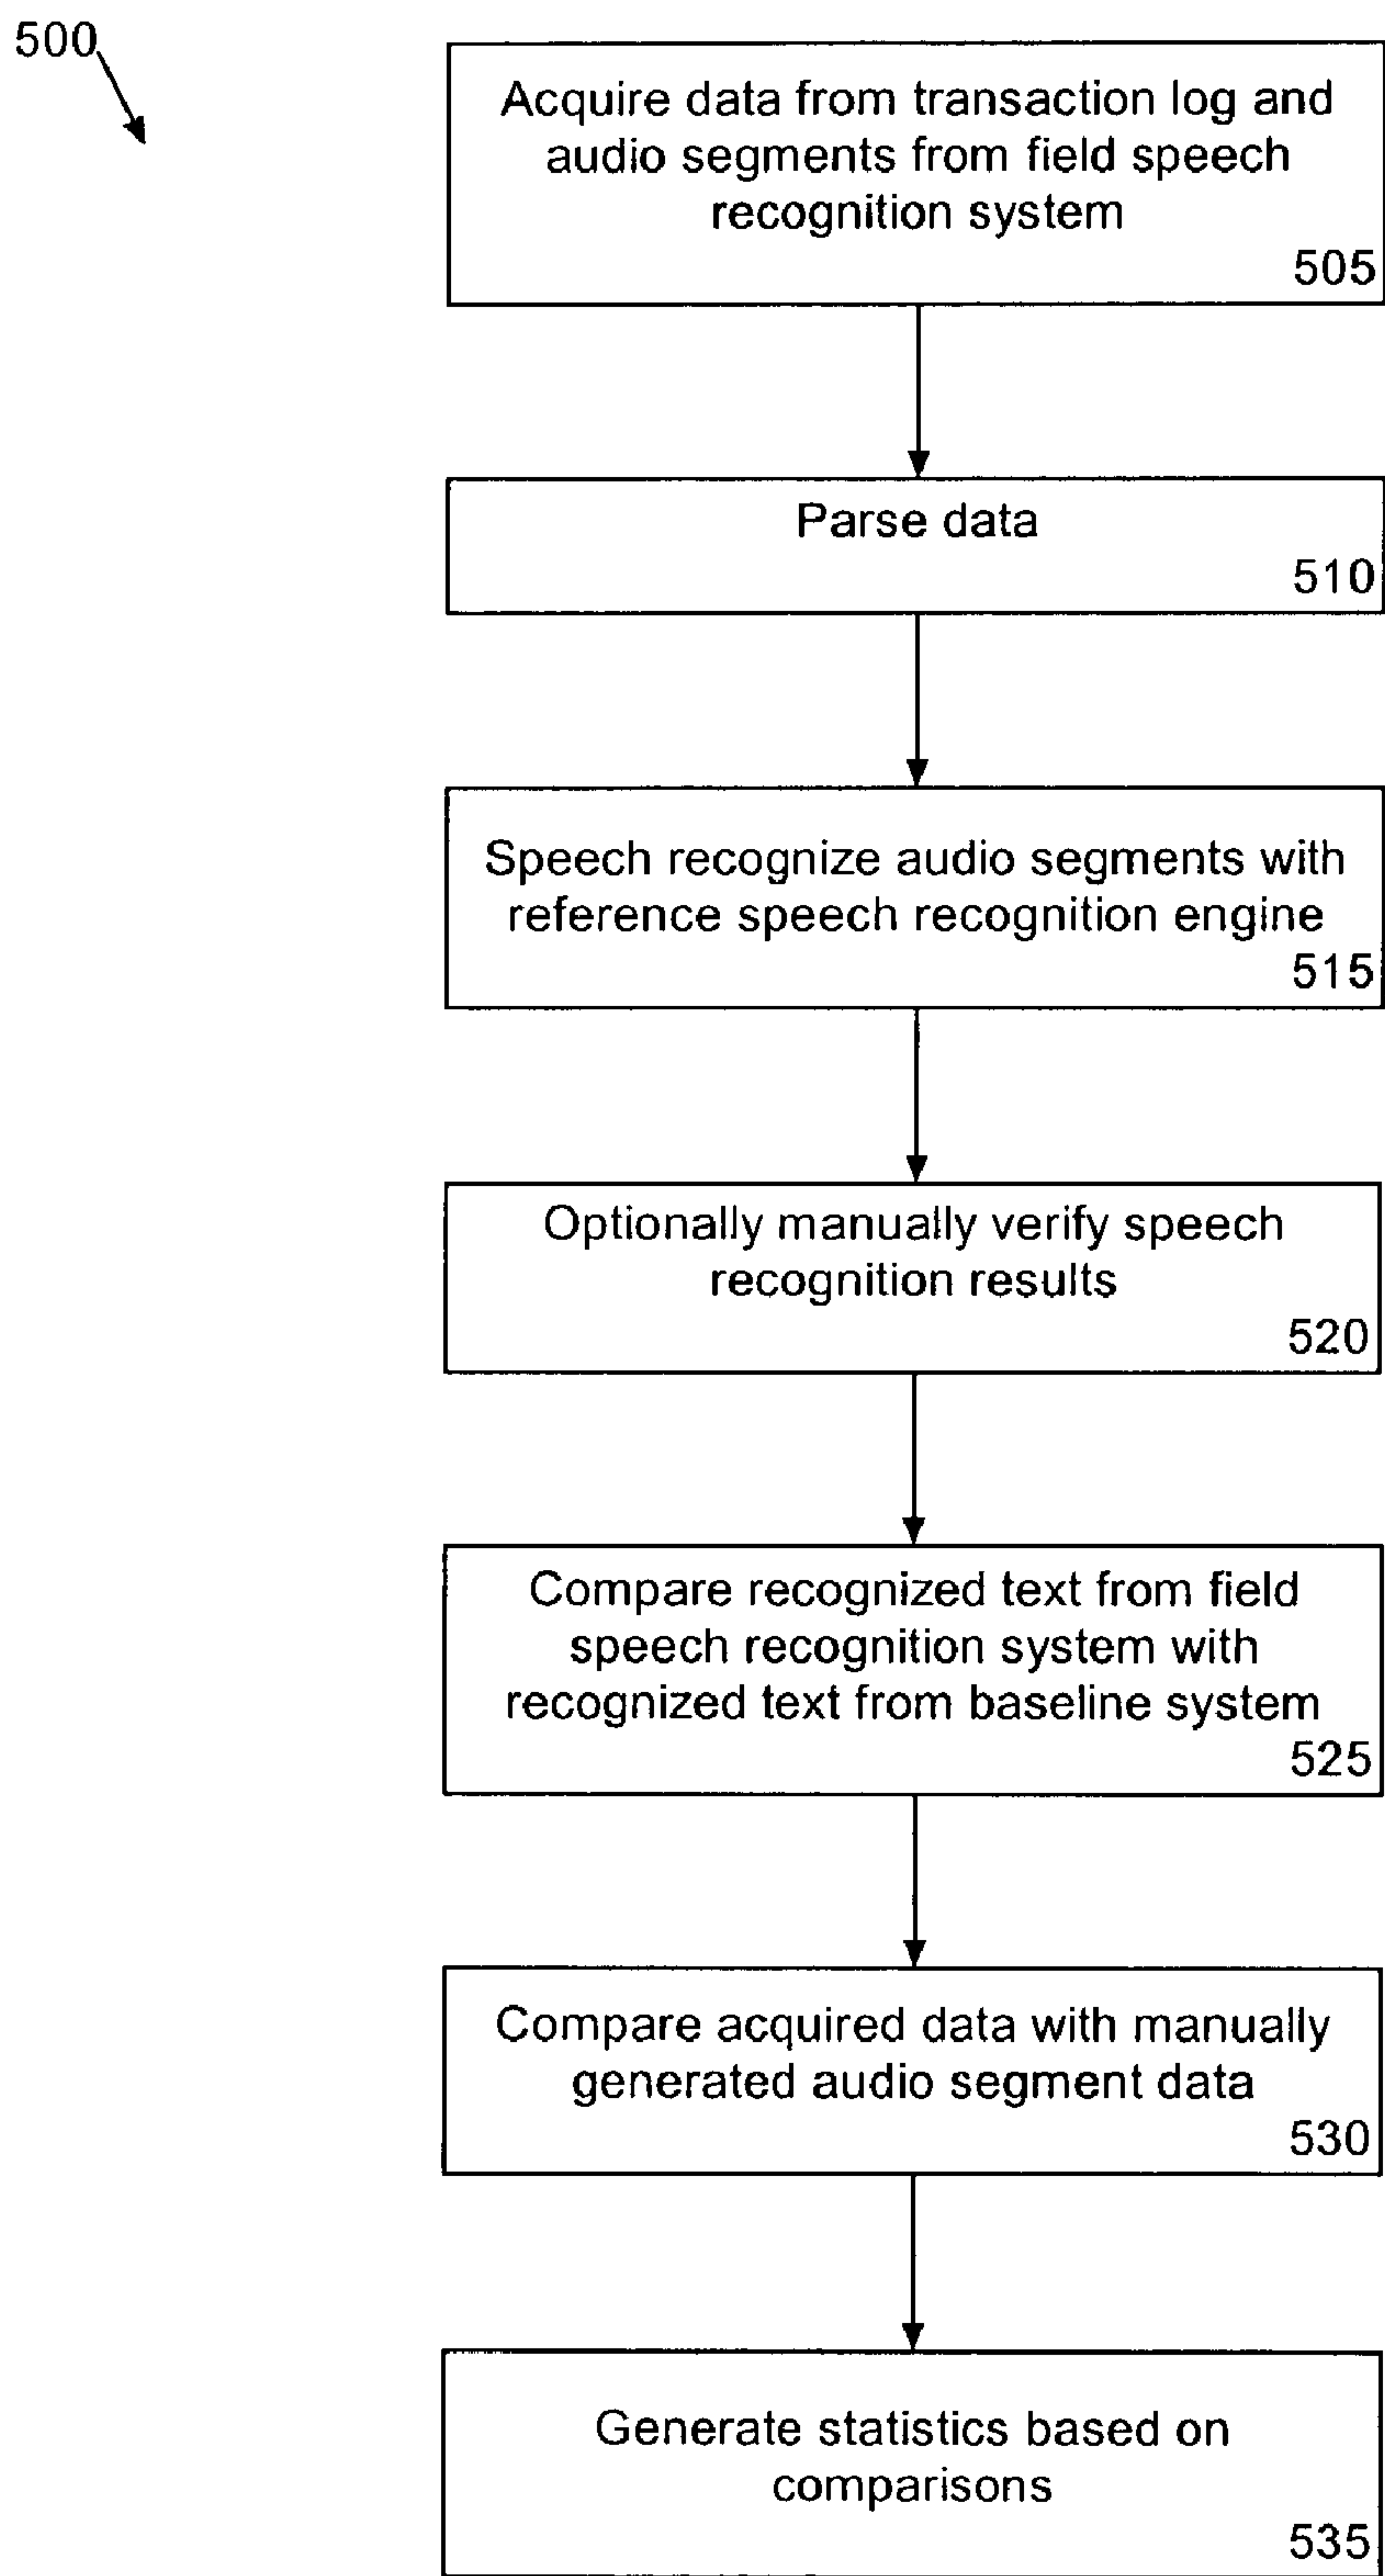 500
Acquire data from transaction log and
audio segments from field speech
recognition system
505
Parse data
510
Speech recognize audio segments with
reference speech recognition engine
515
Optionally manually verify speech
recognition results
520
Compare recognized text from field
speech recognition system with
recognized text from baseline system
525
Compare acquired data with manually
generated audio segment data
530
Generate statistics based on
comparisons
535